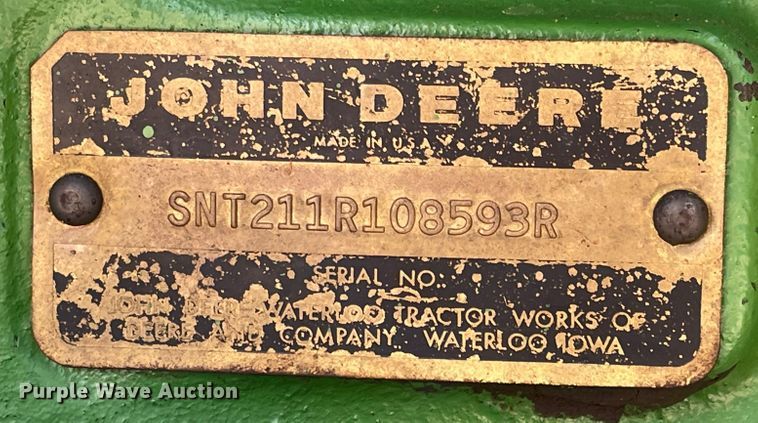 JOHN DEERE
MADE IN U.S.A.
SNT211R108593R
SERIAL NO.
JOHN DEERE WATERLOO TRACTOR WORKS OF
DEERE AND COMPANY WATERLOO IOWA
Purple Wave Auction